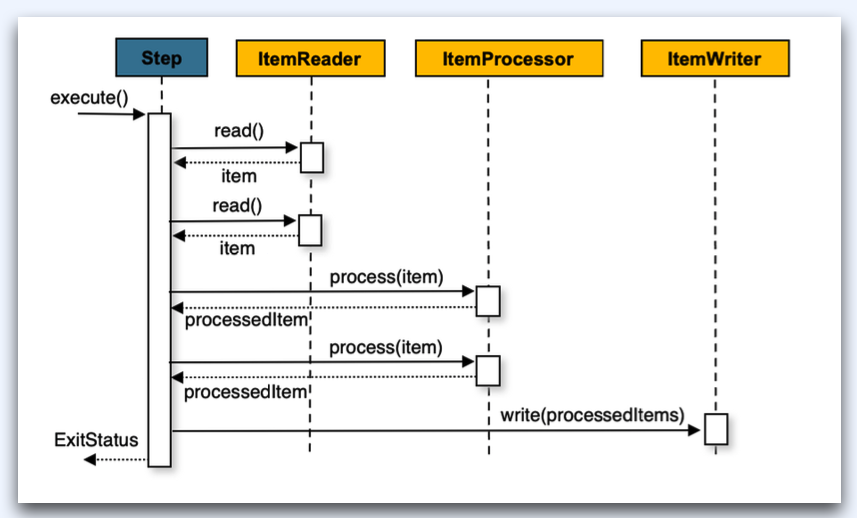 Step
ItemReader
ItemProcessor
ItemWriter
execute()
read()
item
read()
item
process(item)
processedItem
process(item)
processedItem
write(processedItems)
ExitStatus